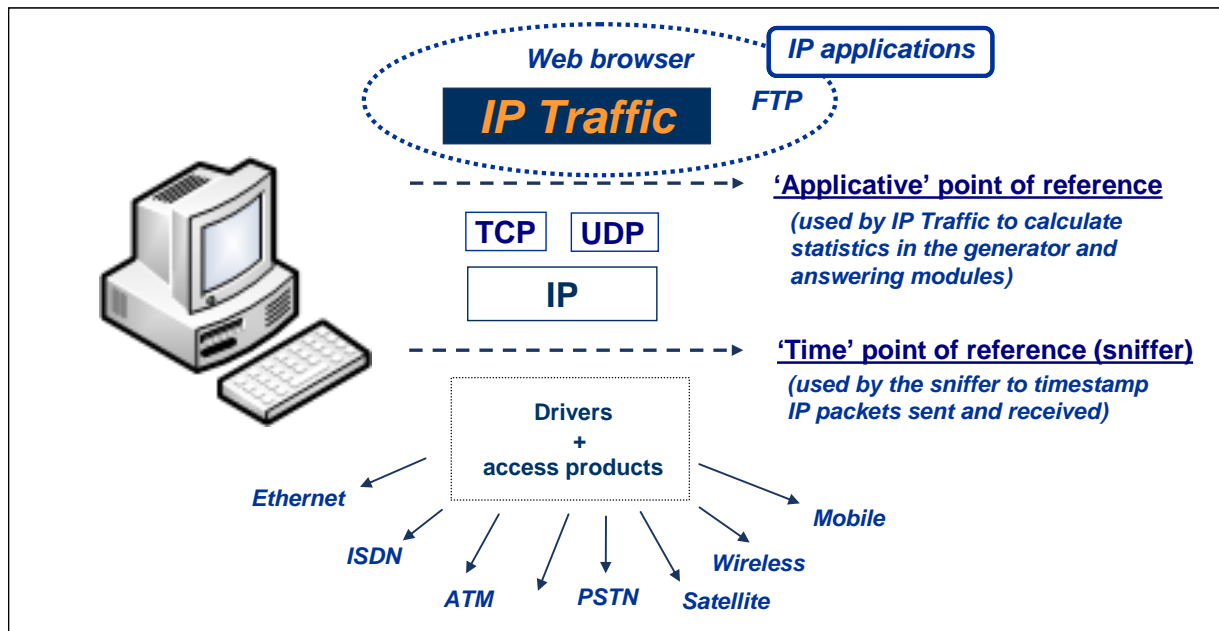 Web browser
IP applications
IP Traffic
FTP
‘Applicative’ point of reference
(used by IP Traffic to calculate
statistics in the generator and
answering modules)
TCP
UDP
IP
‘Time’ point of reference (sniffer)
(used by the sniffer to timestamp
IP packets sent and received)
Drivers
+
access products
Ethernet
Mobile
ISDN
Wireless
ATM
PSTN
Satellite